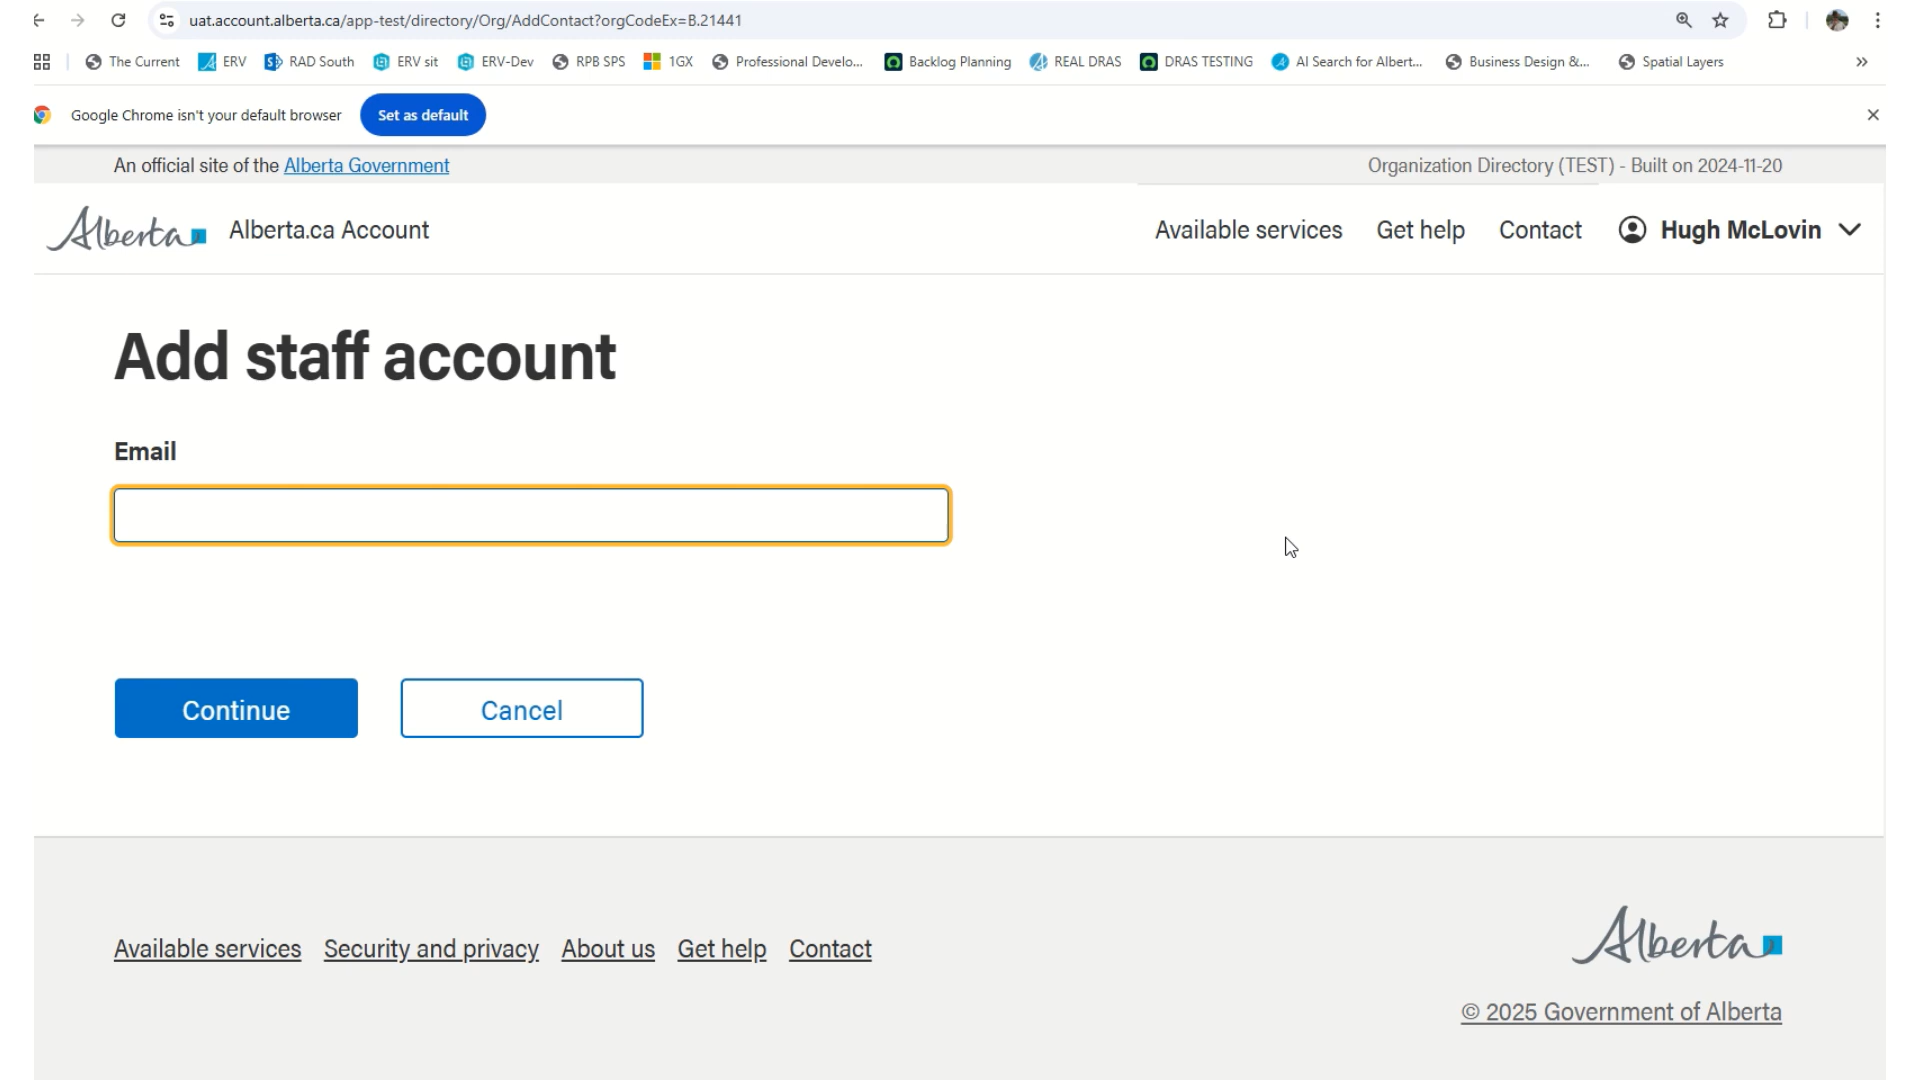 uat.account.alberta.ca/app-test/directory/Org/AddContact?orgCodeEx=B.21441
The Current ERV RAD South ERV sit ERV-Dev RPB SPS 1GX Professional Develo... Backlog Planning REAL DRAS DRAS TESTING AI Search for Albert... Business Design &... Spatial Layers »
Google Chrome isn't your default browser Set as default
An official site of the Alberta Government Organization Directory (TEST) - Built on 2024-11-20
Alberta Alberta.ca Account Available services Get help Contact Hugh McLovin
Add staff account
Email
Continue Cancel
Alberta
Available services Security and privacy About us Get help Contact
© 2025 Government of Alberta